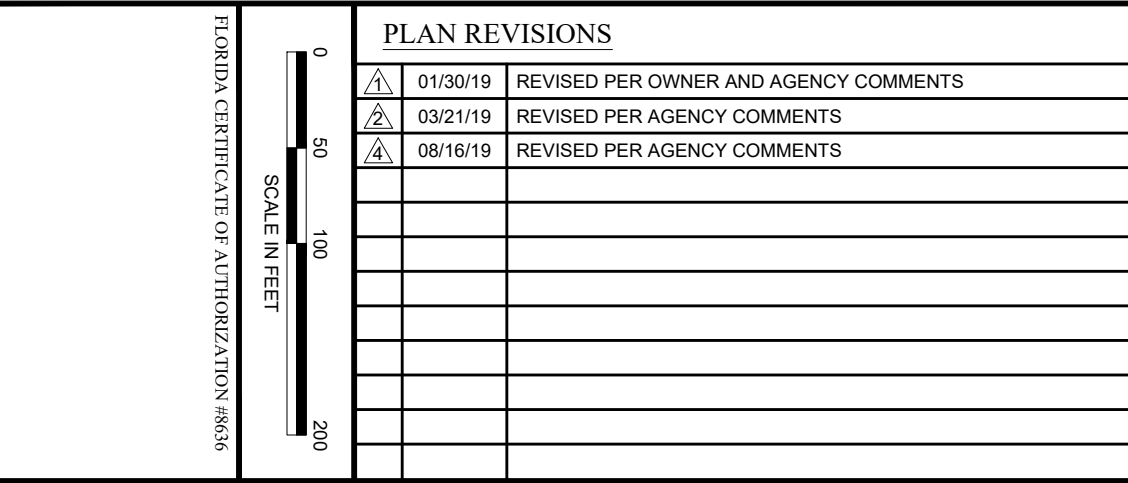 FLORIDA CERTIFICATE OF AUTHORIZATION #8636
0 50 100 200
SCALE IN FEET
PLAN REVISIONS
1 01/30/19 REVISED PER OWNER AND AGENCY COMMENTS
2 03/21/19 REVISED PER AGENCY COMMENTS
4 08/16/19 REVISED PER AGENCY COMMENTS